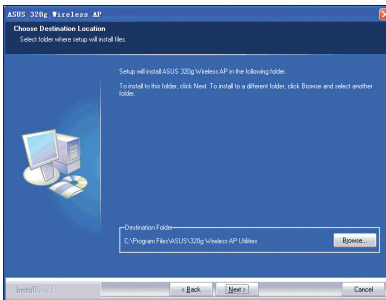 ASUS 320g Wireless AP
Choose Destination Location
Select folder where setup will install files.
Setup will install ASUS 320g Wireless AP in the following folder.
To install to this folder, click Next. To install to a different folder, click Browse and select another
folder.
Destination Folder
C:\Program Files\ASUS\320g Wireless AP Utilities
Browse...
InstallShield
< Back
Next >
Cancel